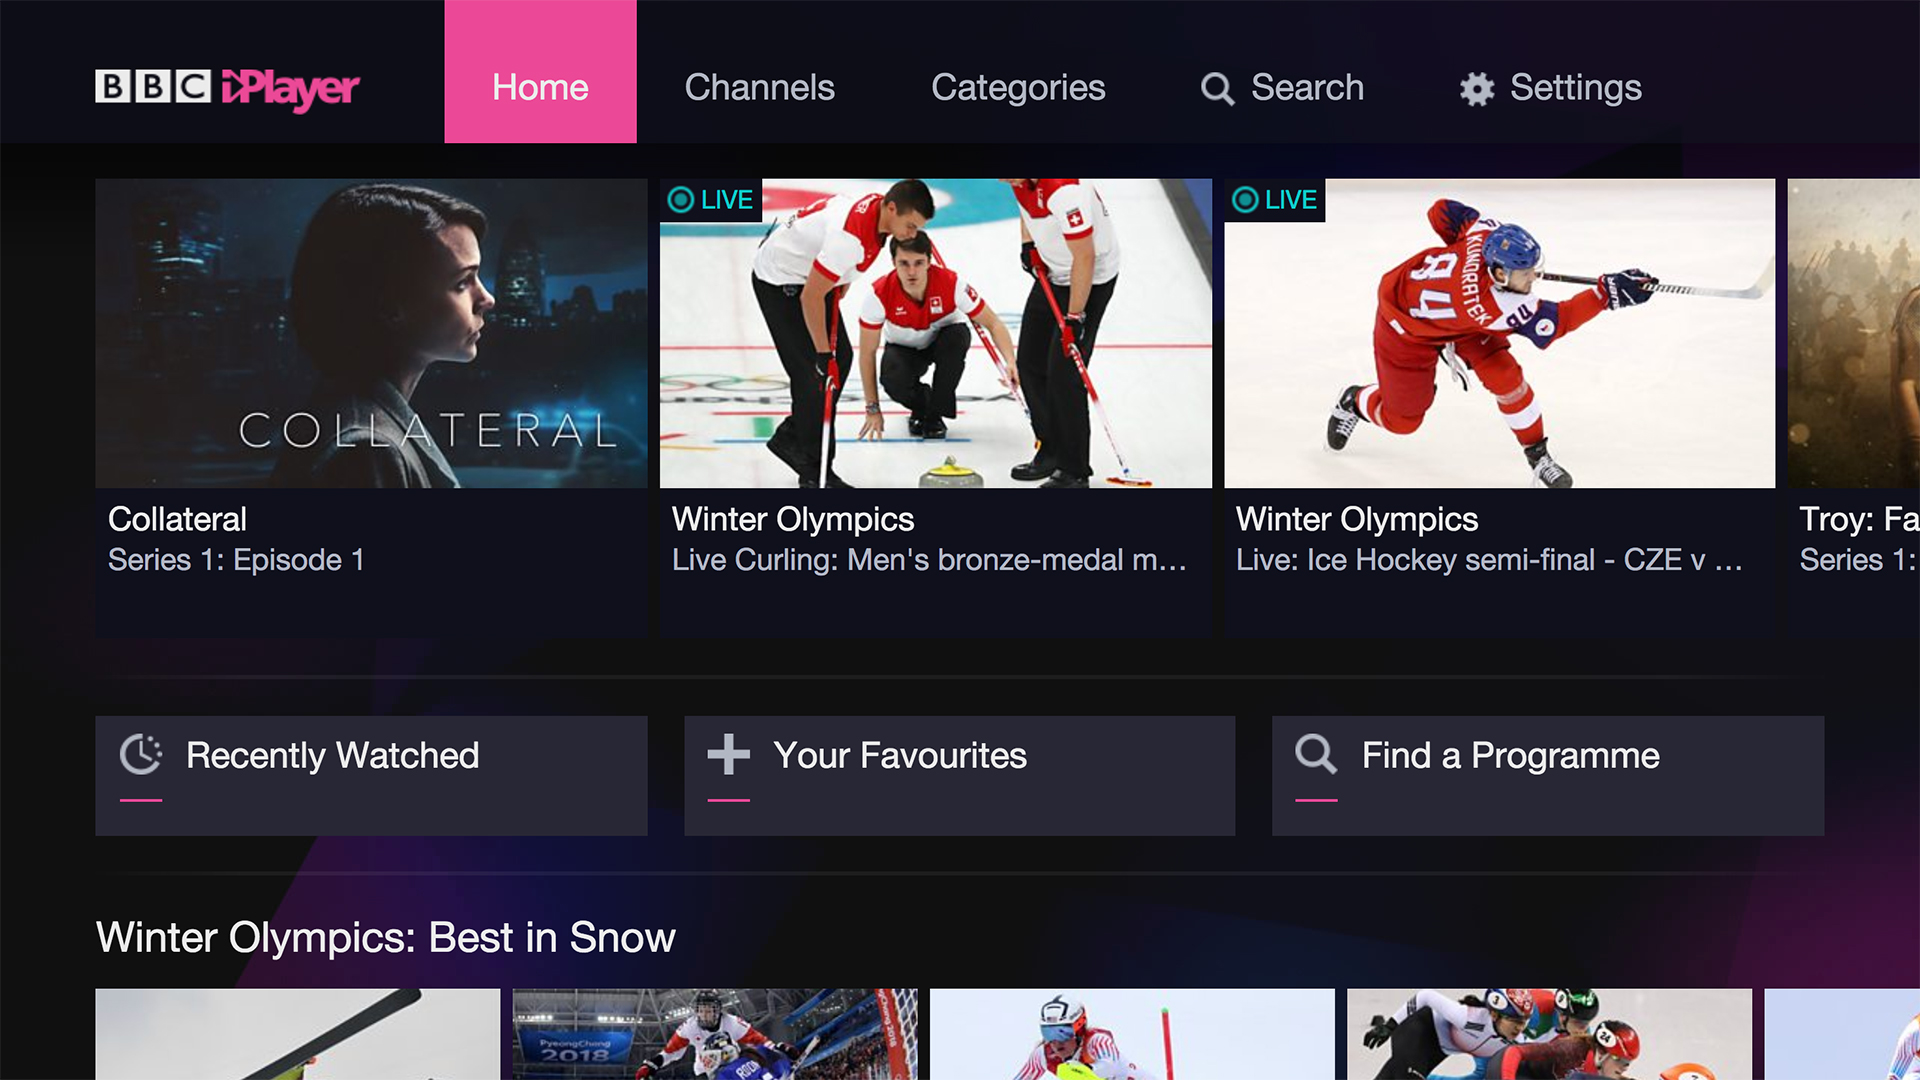 BBC iPlayer
Home
Channels
Categories
Search
Settings
COLLATERAL
LIVE
LIVE
KUNDRATEK
84
84
Collateral
Series 1: Episode 1
Winter Olympics
Live Curling: Men's bronze-medal m...
Winter Olympics
Live: Ice Hockey semi-final - CZE v ...
Troy: Fa
Series 1:
Recently Watched
Your Favourites
Find a Programme
Winter Olympics: Best in Snow
PyeongChang
2018